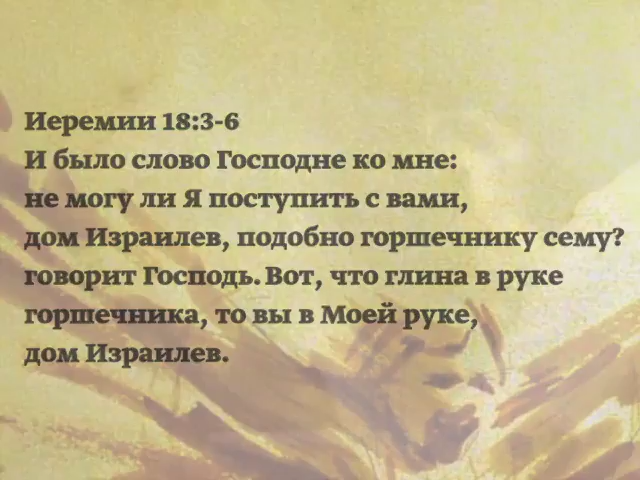 Иеремии 18:3-6
И было слово Господне ко мне:
не могу ли Я поступить с вами,
дом Израилев, подобно горшечнику сему?
говорит Господь. Вот, что глина в руке
горшечника, то вы в Моей руке,
дом Израилев.